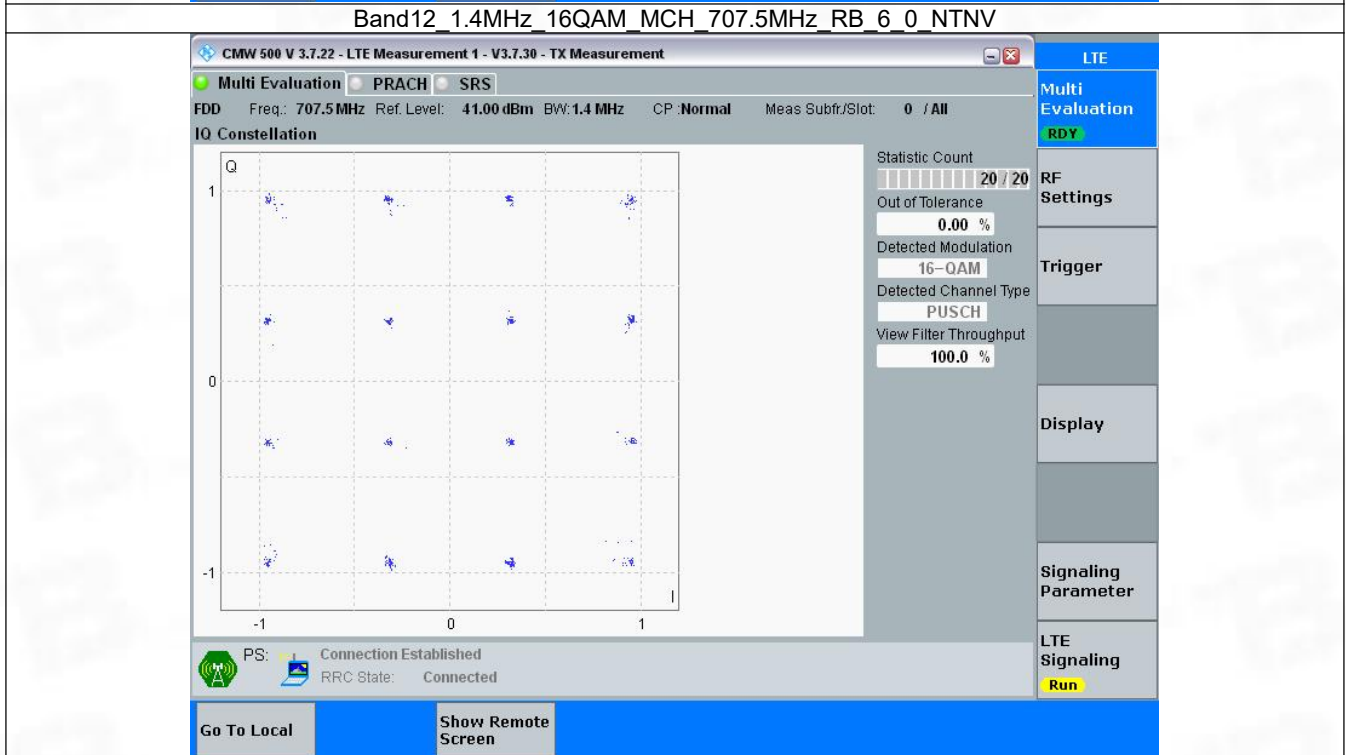 Band12_1.4MHz_16QAM_MCH_707.5MHz_RB_6_0_NTNV
CMW 500 V 3.7.22 - LTE Measurement 1 - V3.7.30 - TX Measurement
LTE
Multi Evaluation PRACH SRS
Multi
Evaluation
RDY
FDD Freq.: 707.5 MHz Ref. Level: 41.00 dBm BW: 1.4 MHz CP :Normal Meas Subfr./Slot: 0 / All
IQ Constellation
Q
1
0
-1
I
-1 0 1
Statistic Count
20 / 20
Out of Tolerance
0.00 %
Detected Modulation
16-QAM
Detected Channel Type
PUSCH
View Filter Throughput
100.0 %
RF
Settings
Trigger
Display
Signaling
Parameter
LTE
Signaling
Run
PS: Connection Established
RRC State: Connected
Go To Local
Show Remote
Screen